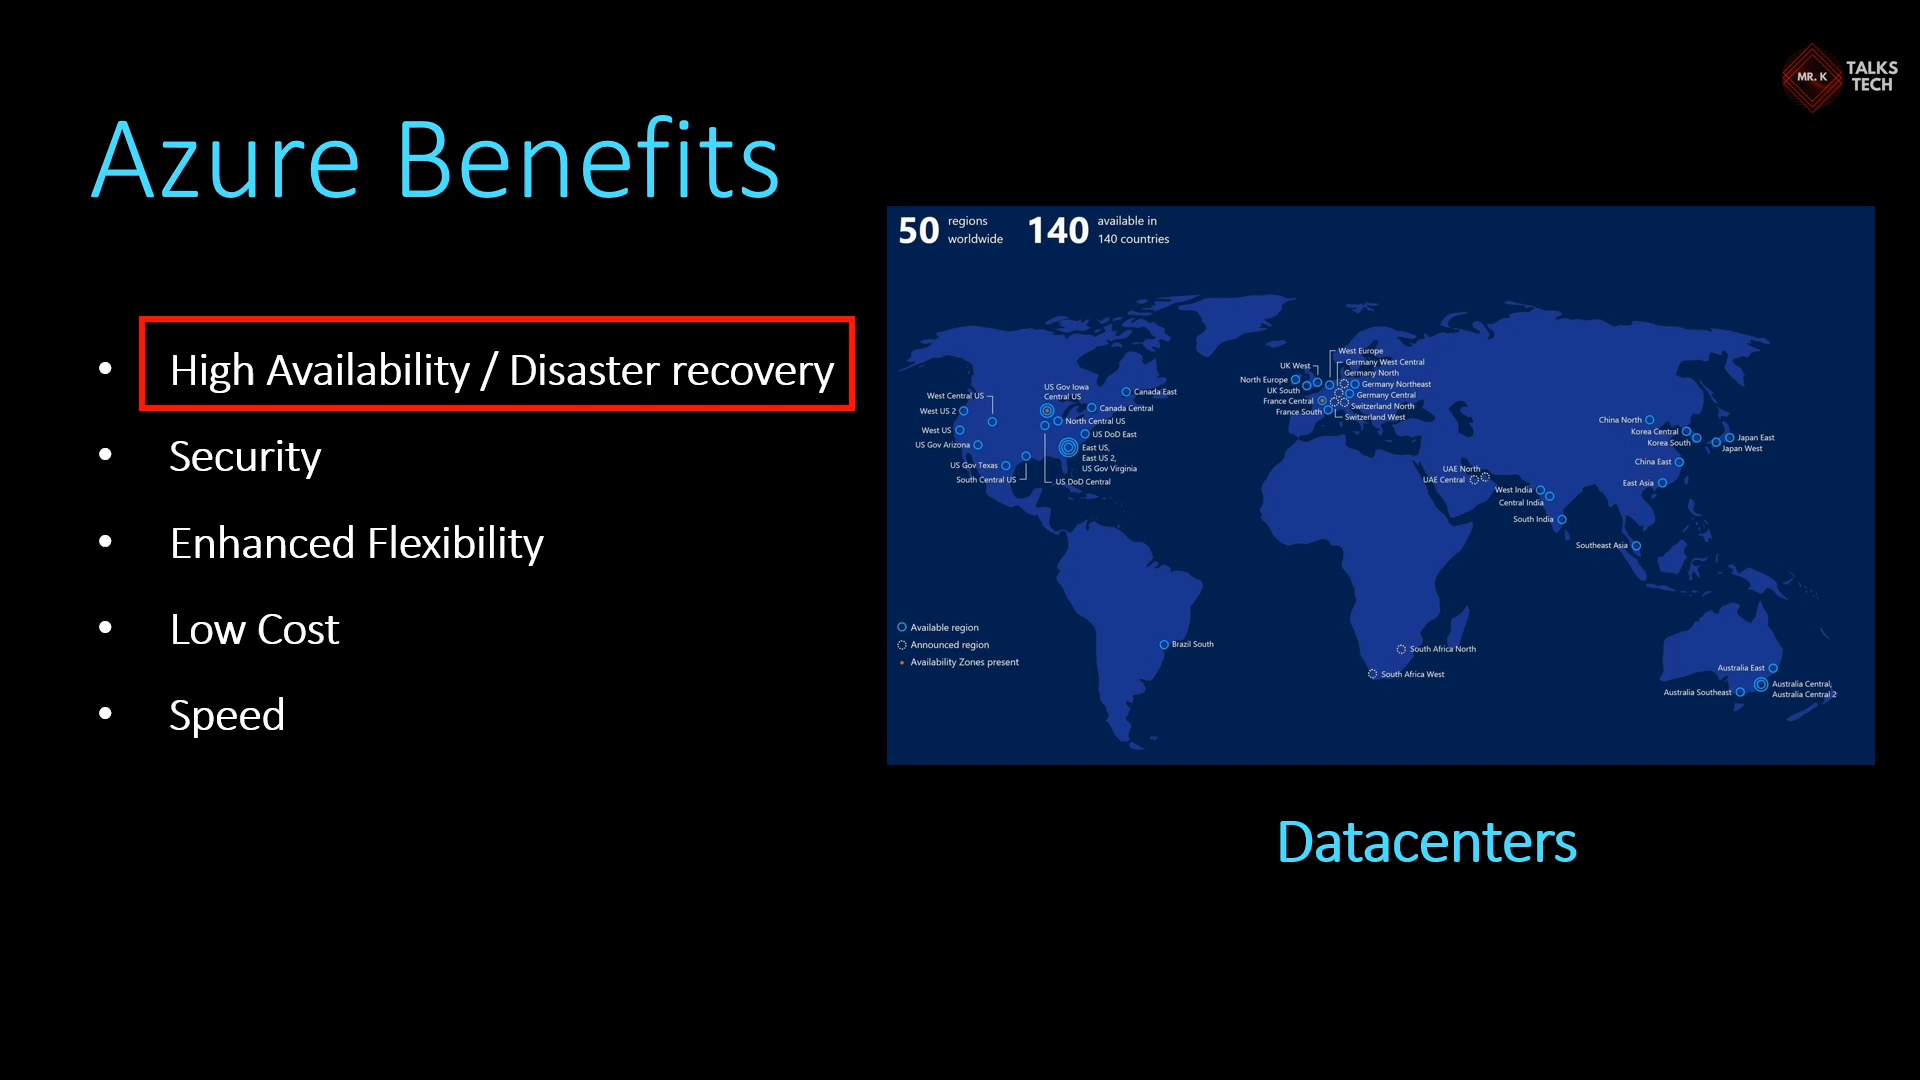 MR. K
TALKS
TECH
Azure Benefits
• High Availability / Disaster recovery
• Security
• Enhanced Flexibility
• Low Cost
• Speed
50 regions
worldwide
140 available in
140 countries
West Central US
West US 2
West US
US Gov Arizona
US Gov Texas
South Central US
US Gov Iowa
Central US
Canada East
Canada Central
North Central US
US DoD East
East US,
East US 2,
US Gov Virginia
US DoD Central
Brazil South
West Europe
UK West
Germany West Central
Germany North
North Europe
Germany Northeast
UK South
Germany Central
France Central
Switzerland North
France South
Switzerland West
UAE North
UAE Central
West India
Central India
South India
China North
Korea Central
Korea South
Japan East
Japan West
China East
East Asia
Southeast Asia
South Africa North
South Africa West
Australia East
Australia Southeast
Australia Central,
Australia Central 2
Available region
Announced region
Availability Zones present
Datacenters